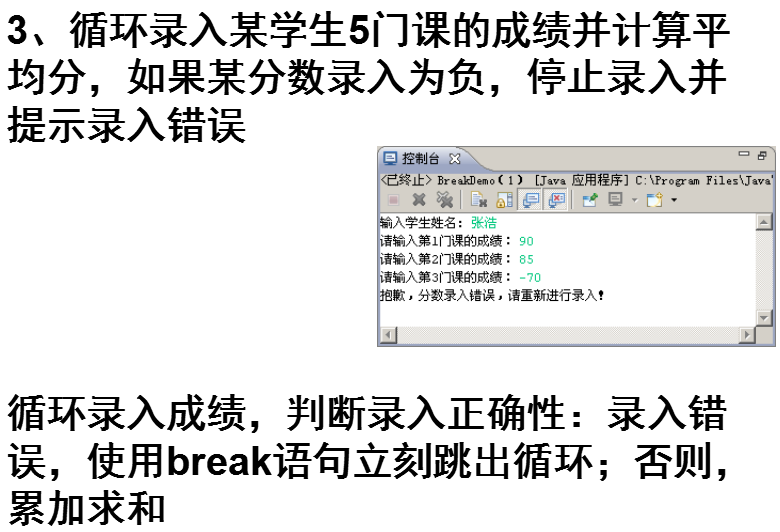 3、循环录入某学生5门课的成绩并计算平
均分，如果某分数录入为负，停止录入并
提示录入错误
控制台
<已终止> BreakDemo（1） [Java 应用程序] C:\Program Files\Java
输入学生姓名：张浩
请输入第1门课的成绩：90
请输入第2门课的成绩：85
请输入第3门课的成绩：-70
抱歉，分数录入错误，请重新进行录入！
循环录入成绩，判断录入正确性：录入错
误，使用break语句立刻跳出循环；否则，
累加求和